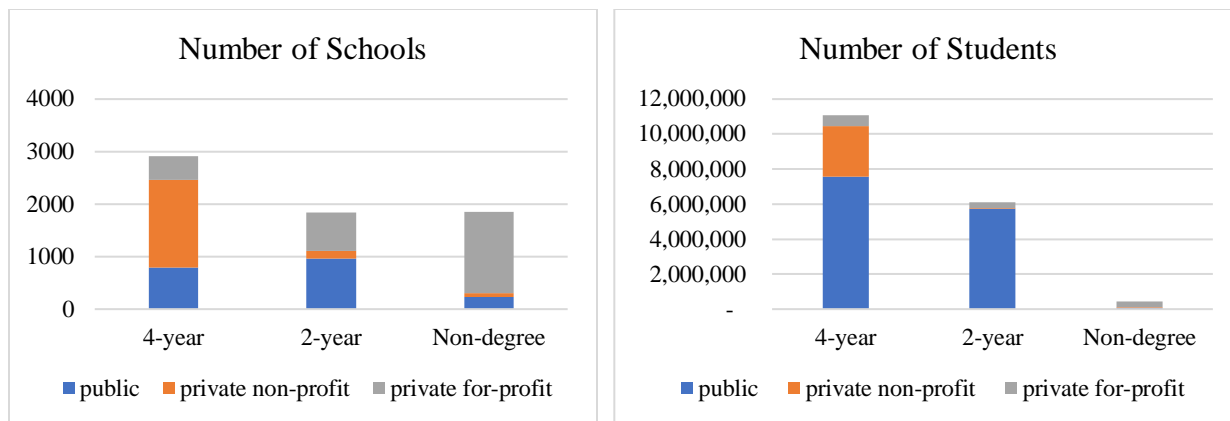 Number of Schools
4000
3000
2000
1000
0
4-year 2-year Non-degree
public private non-profit private for-profit
Number of Students
12,000,000
10,000,000
8,000,000
6,000,000
4,000,000
2,000,000
-
4-year 2-year Non-degree
public private non-profit private for-profit